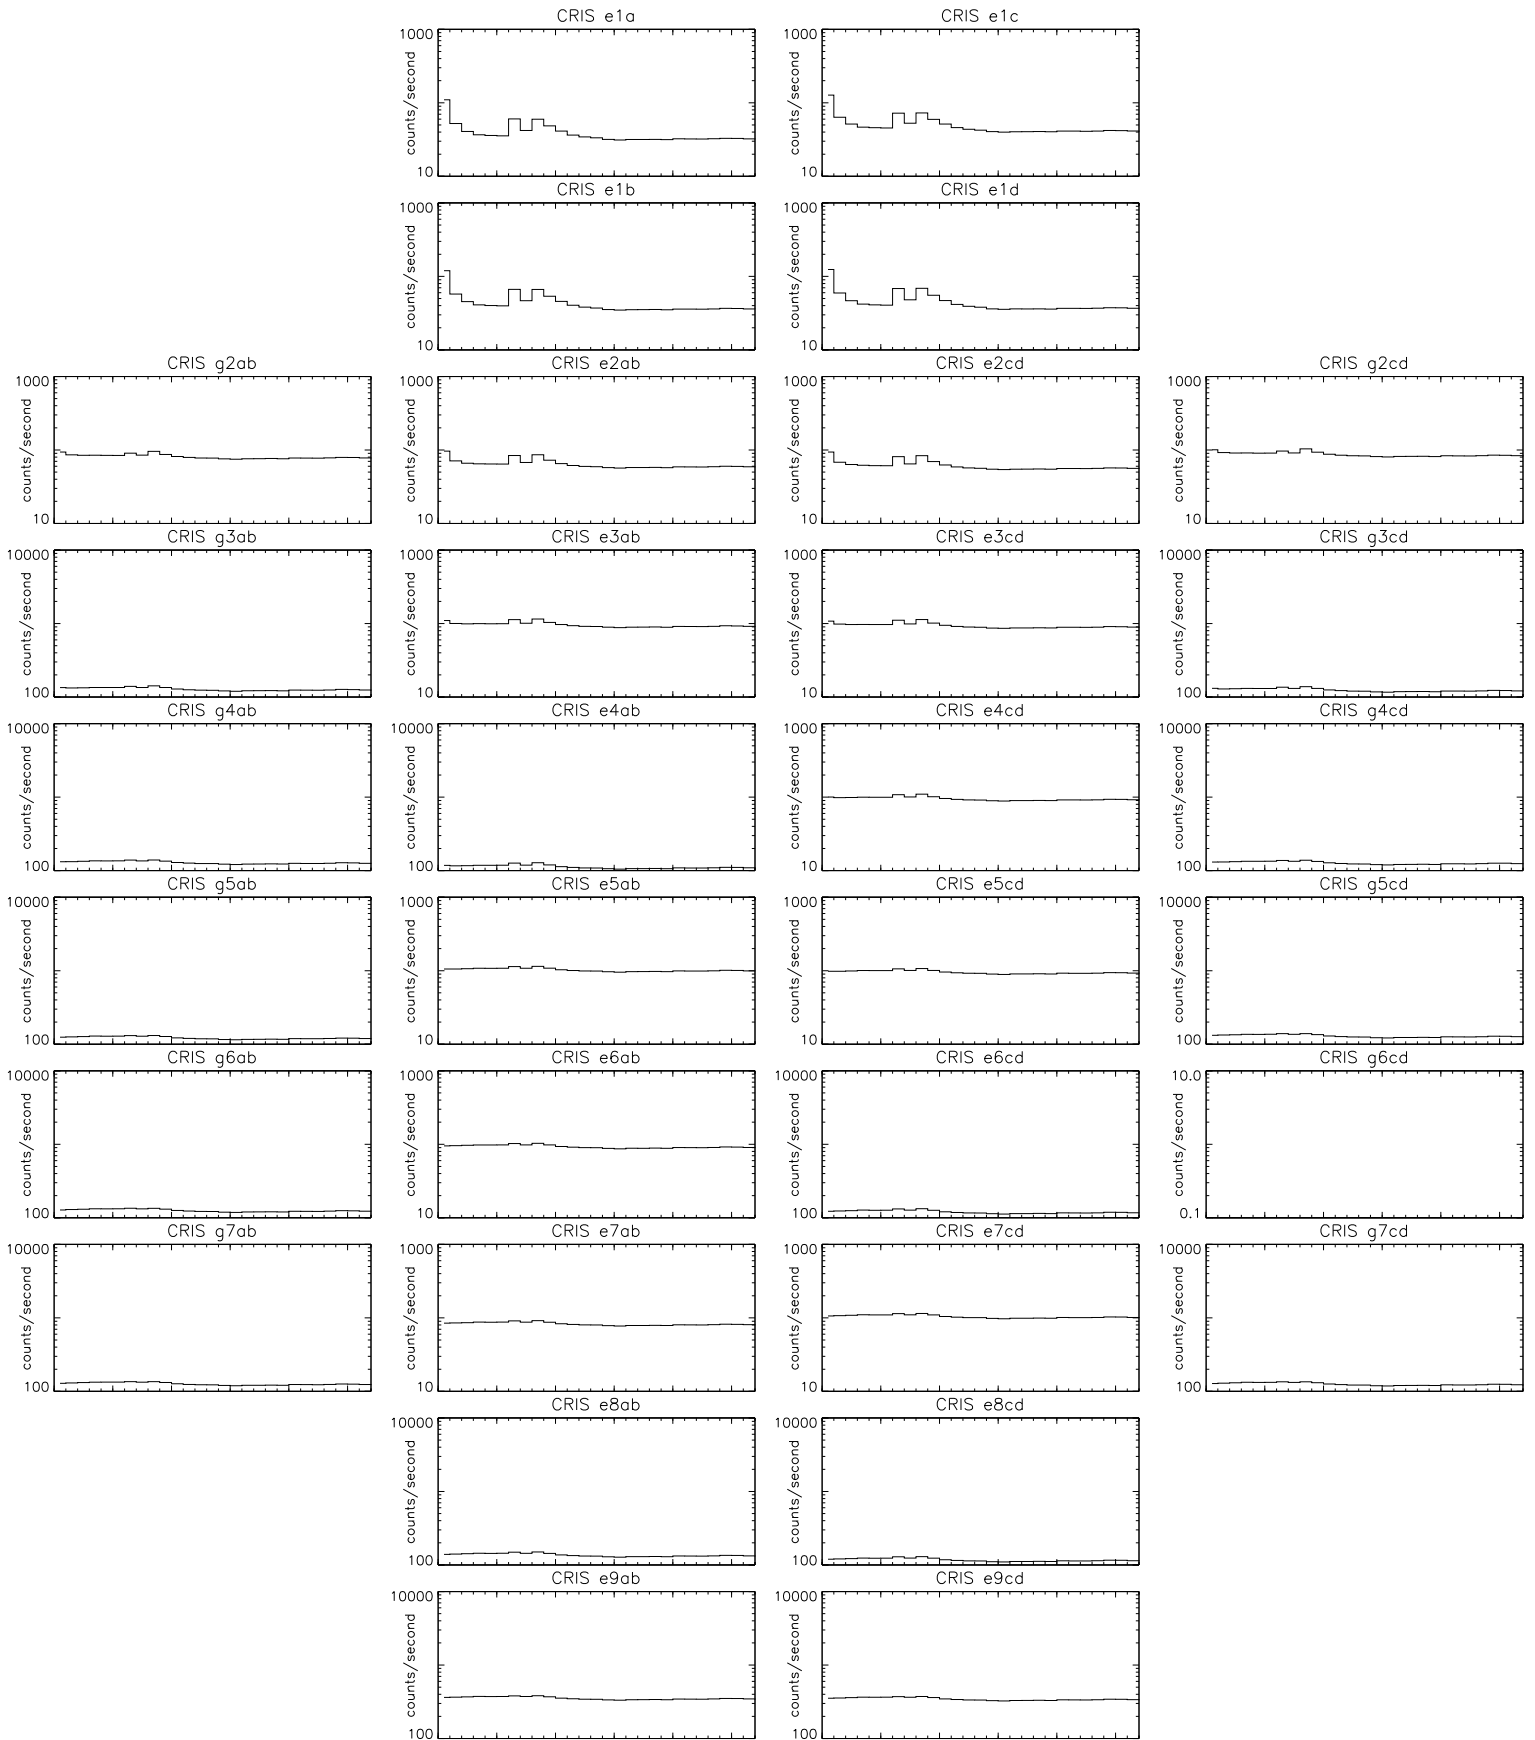 CRIS e1a
1000
counts/second
10
CRIS e1c
1000
counts/second
10
CRIS e1b
1000
counts/second
10
CRIS e1d
1000
counts/second
10
CRIS g2ab
1000
counts/second
10
CRIS e2ab
1000
counts/second
10
CRIS e2cd
1000
counts/second
10
CRIS g2cd
1000
counts/second
10
CRIS g3ab
10000
counts/second
100
CRIS e3ab
1000
counts/second
10
CRIS e3cd
1000
counts/second
10
CRIS g3cd
10000
counts/second
100
CRIS g4ab
10000
counts/second
100
CRIS e4ab
10000
counts/second
100
CRIS e4cd
1000
counts/second
10
CRIS g4cd
10000
counts/second
100
CRIS g5ab
10000
counts/second
100
CRIS e5ab
1000
counts/second
10
CRIS e5cd
1000
counts/second
10
CRIS g5cd
10000
counts/second
100
CRIS g6ab
10000
counts/second
100
CRIS e6ab
1000
counts/second
10
CRIS e6cd
10000
counts/second
100
CRIS g6cd
10.0
counts/second
0.1
CRIS g7ab
10000
counts/second
100
CRIS e7ab
1000
counts/second
10
CRIS e7cd
1000
counts/second
10
CRIS g7cd
10000
counts/second
100
CRIS e8ab
10000
counts/second
100
CRIS e8cd
10000
counts/second
100
CRIS e9ab
10000
counts/second
100
CRIS e9cd
10000
counts/second
100